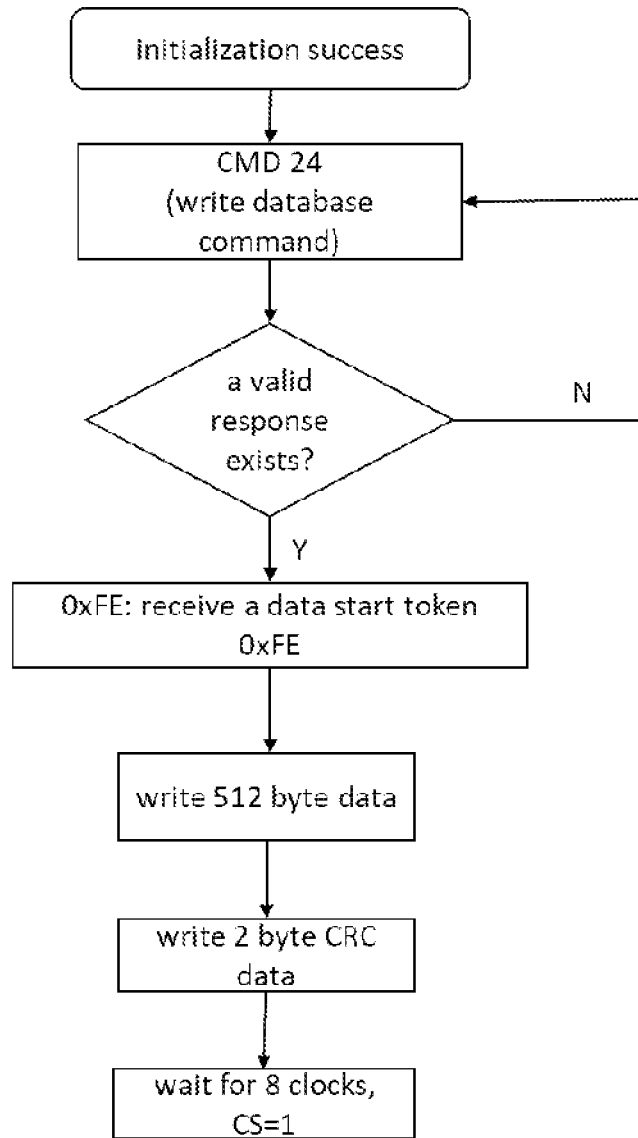 initialization success
CMD 24
(write database
command)
a valid
response
exists?
N
Y
0xFE: receive a data start token
0xFE
write 512 byte data
write 2 byte CRC
data
wait for 8 clocks,
CS=1